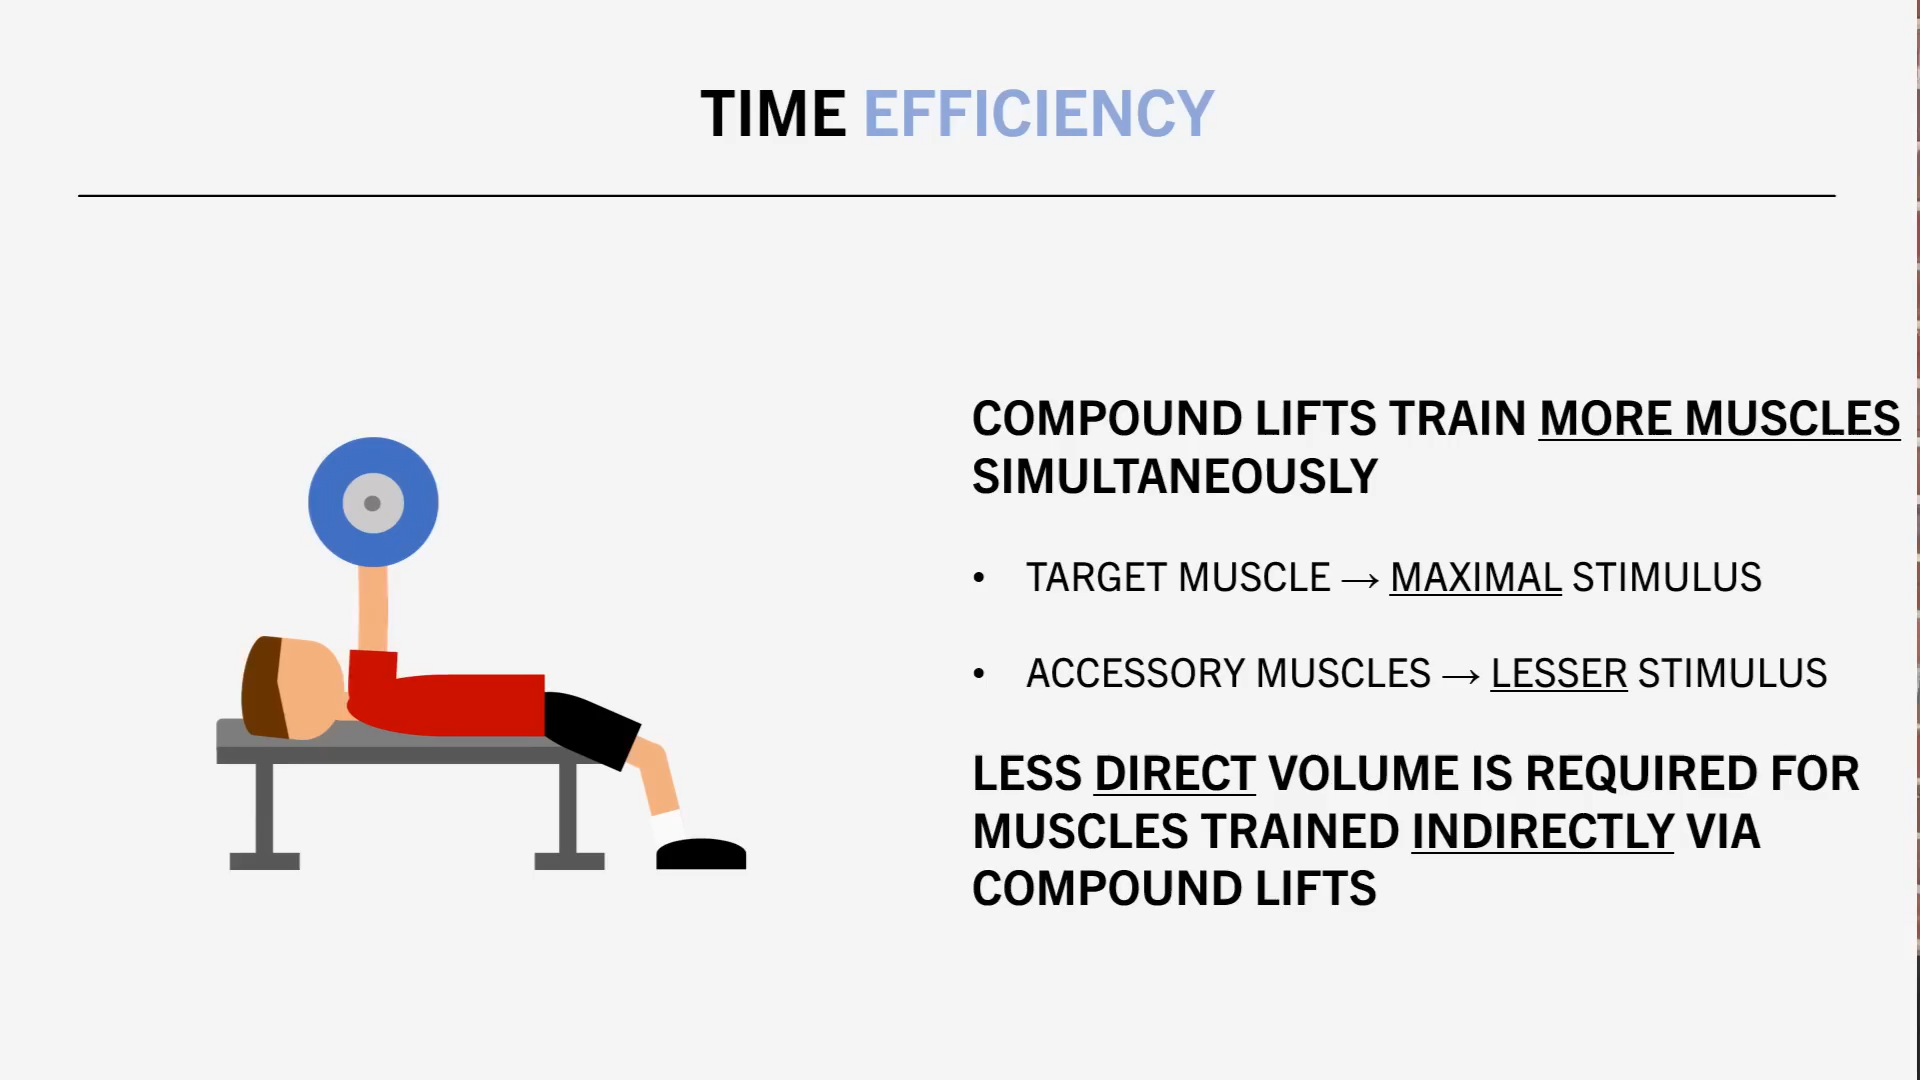 TIME EFFICIENCY
COMPOUND LIFTS TRAIN MORE MUSCLES
SIMULTANEOUSLY
• TARGET MUSCLE → MAXIMAL STIMULUS
• ACCESSORY MUSCLES → LESSER STIMULUS
LESS DIRECT VOLUME IS REQUIRED FOR
MUSCLES TRAINED INDIRECTLY VIA
COMPOUND LIFTS